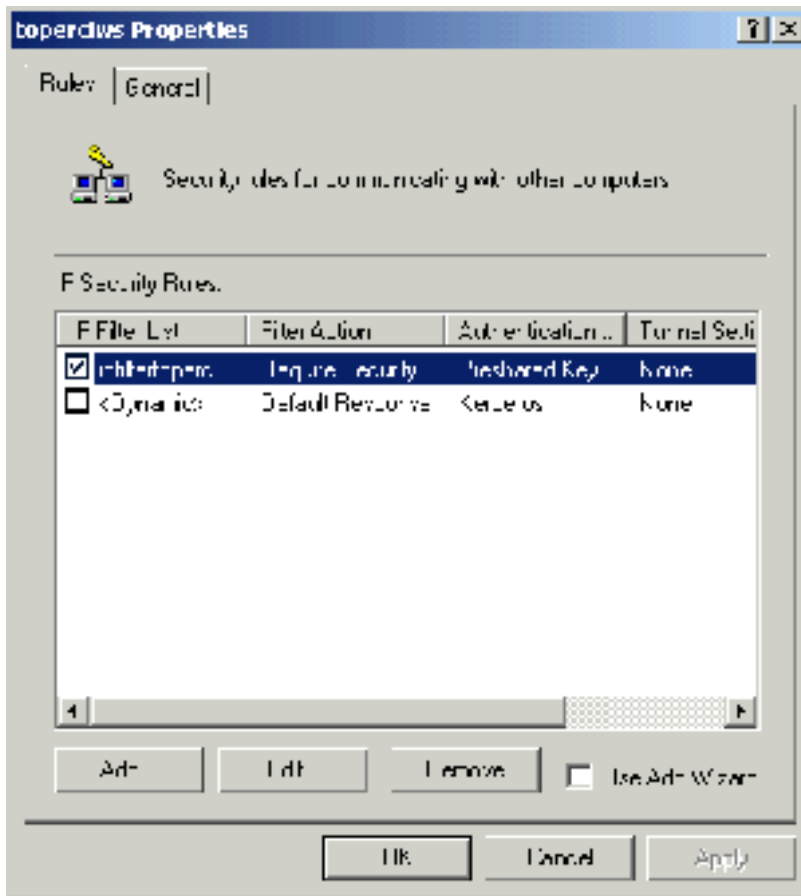 Properties
Rules General
Security rules for communicating with other computers
IP Security Rules:
IP Filter List Filter Action Authentication... Tunnel Setti
Require Security Preshared Key None
<Dynamic> Default Response Kerberos None
Add Edit Remove Use Add Wizard
OK Cancel Apply